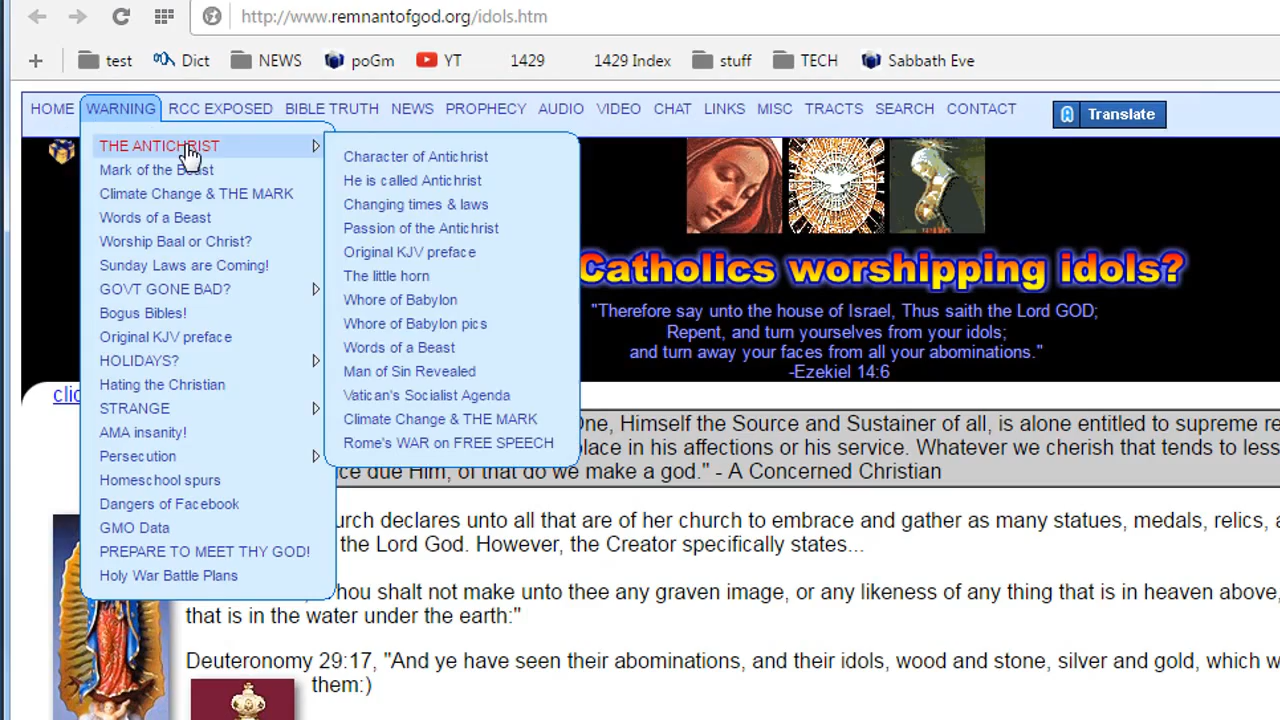 http://www.remnantofgod.org/idols.htm
test Dict NEWS poGm YT 1429 1429 Index stuff TECH Sabbath Eve
HOME WARNING RCC EXPOSED BIBLE TRUTH NEWS PROPHECY AUDIO VIDEO CHAT LINKS MISC TRACTS SEARCH CONTACT Translate
THE ANTICHRIST
Mark of the Beast
Climate Change & THE MARK
Words of a Beast
Worship Baal or Christ?
Sunday Laws are Coming!
GOVT GONE BAD?
Bogus Bibles!
Original KJV preface
HOLIDAYS?
Hating the Christian
STRANGE
AMA insanity!
Persecution
Homeschool spurs
Dangers of Facebook
GMO Data
PREPARE TO MEET THY GOD!
Holy War Battle Plans
Character of Antichrist
He is called Antichrist
Changing times & laws
Passion of the Antichrist
Original KJV preface
The little horn
Whore of Babylon
Whore of Babylon pics
Words of a Beast
Man of Sin Revealed
Vatican's Socialist Agenda
Climate Change & THE MARK
Rome's WAR on FREE SPEECH
Catholics worshipping idols?
"Therefore say unto the house of Israel, Thus saith the Lord GOD;
Repent, and turn yourselves from your idols;
and turn away your faces from all your abominations."
-Ezekiel 14:6
One, Himself the Source and Sustainer of all, is alone entitled to supreme
place in his affections or his service. Whatever we cherish that tends to
due Him, of that do we make a god." - A Concerned Christian
declares unto all that are of her church to embrace and gather as many statues, medals, relics,
the Lord God. However, the Creator specifically states...
shalt not make unto thee any graven image, or any likeness of any thing that is in heaven above,
that is in the water under the earth:"
Deuteronomy 29:17, "And ye have seen their abominations, and their idols, wood and stone, silver and gold, which
them:)